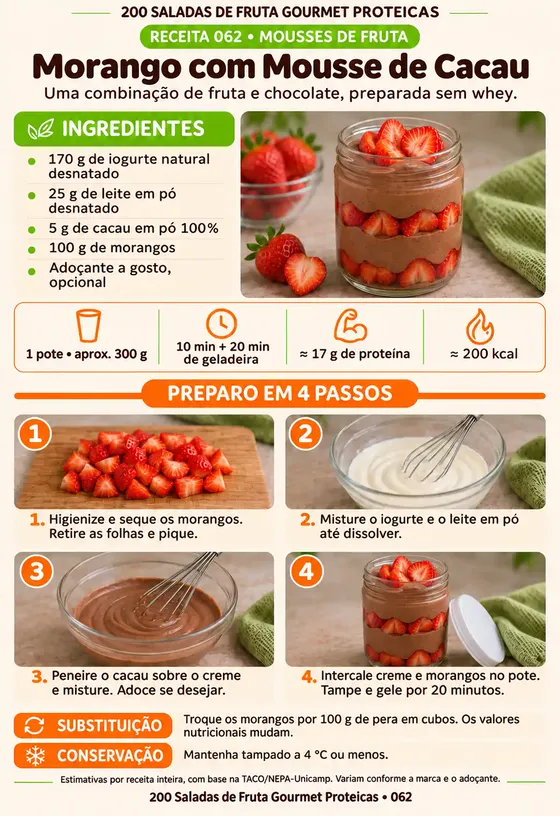 200 SALADAS DE FRUTA GOURMET PROTEICAS
RECEITA 062 • MOUSSES DE FRUTA
Morango com Mousse de Cacau
Uma combinação de fruta e chocolate, preparada sem whey.
INGREDIENTES
170 g de iogurte natural
desnatado
25 g de leite em pó
desnatado
5 g de cacau em pó 100%
100 g de morangos
Adoçante a gosto,
opcional
1 pote • aprox. 300 g
10 min + 20 min
de geladeira
≈ 17 g de proteína
≈ 200 kcal
PREPARO EM 4 PASSOS
1
1. Higienize e seque os morangos.
Retire as folhas e pique.
2
2. Misture o iogurte e o leite em pó
até dissolver.
3
3. Peneire o cacau sobre o creme
e misture. Adoce se desejar.
4
4. Intercale creme e morangos no pote.
Tampe e gele por 20 minutos.
SUBSTITUIÇÃO
Troque os morangos por 100 g de pera em cubos. Os valores
nutricionais mudam.
CONSERVAÇÃO
Mantenha tampado a 4 °C ou menos.
Estimativas por receita inteira, com base na TACO/NEPA-Unicamp. Variam conforme a marca e o adoçante.
200 Saladas de Fruta Gourmet Proteicas • 062